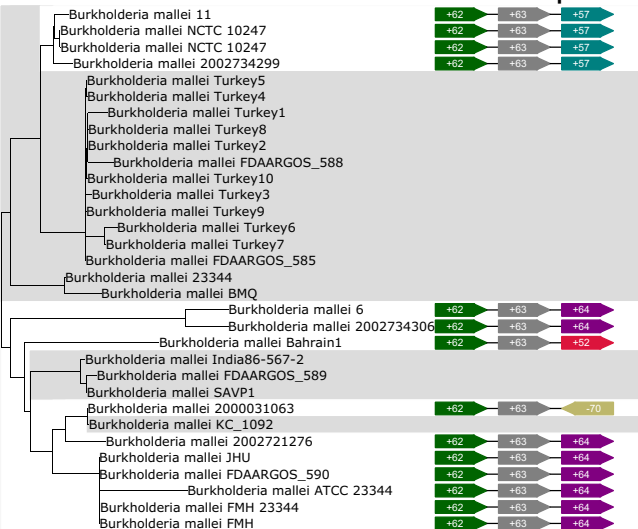 Burkholderia mallei 11 +62 +63 +57
Burkholderia mallei NCTC 10247 +62 +63 +57
Burkholderia mallei NCTC 10247 +62 +63 +57
Burkholderia mallei 2002734299 +62 +63 +57
Burkholderia mallei Turkey5
Burkholderia mallei Turkey4
Burkholderia mallei Turkey1
Burkholderia mallei Turkey8
Burkholderia mallei Turkey2
Burkholderia mallei FDAARGOS_588
Burkholderia mallei Turkey10
Burkholderia mallei Turkey3
Burkholderia mallei Turkey9
Burkholderia mallei Turkey6
Burkholderia mallei Turkey7
Burkholderia mallei FDAARGOS_585
Burkholderia mallei 23344
Burkholderia mallei BMQ
Burkholderia mallei 6 +62 +63 +64
Burkholderia mallei 2002734306 +62 +63 +64
Burkholderia mallei Bahrain1 +62 +63 +52
Burkholderia mallei India86-567-2
Burkholderia mallei FDAARGOS_589
Burkholderia mallei SAVP1
Burkholderia mallei 2000031063 +62 +63 -70
Burkholderia mallei KC_1092
Burkholderia mallei 2002721276 +62 +63 +64
Burkholderia mallei JHU +62 +63 +64
Burkholderia mallei FDAARGOS_590 +62 +63 +64
Burkholderia mallei ATCC 23344 +62 +63 +64
Burkholderia mallei FMH 23344 +62 +63 +64
Burkholderia mallei FMH +62 +63 +64